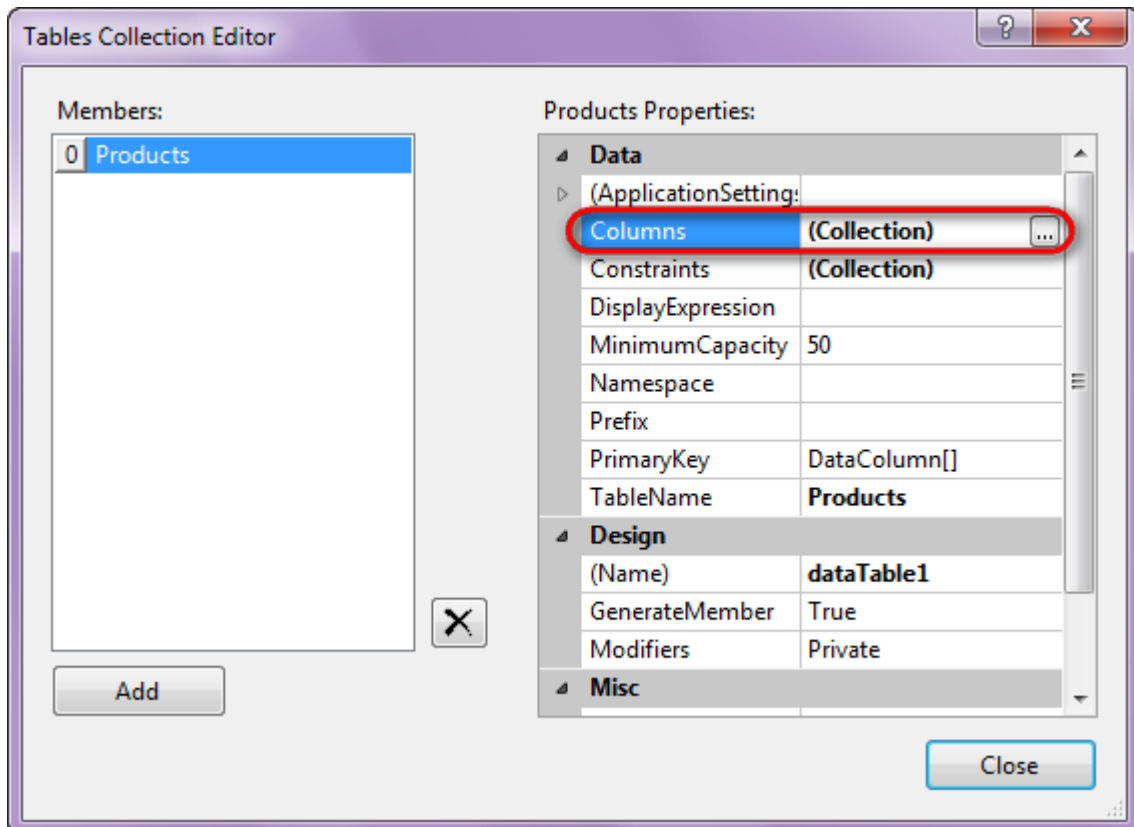 Tables Collection Editor
Members:
0 Products
Add
Products Properties:
Data
(ApplicationSettings
Columns (Collection) ...
Constraints (Collection)
DisplayExpression
MinimumCapacity 50
Namespace
Prefix
PrimaryKey DataColumn[]
TableName Products
Design
(Name) dataTable1
GenerateMember True
Modifiers Private
Misc
Close